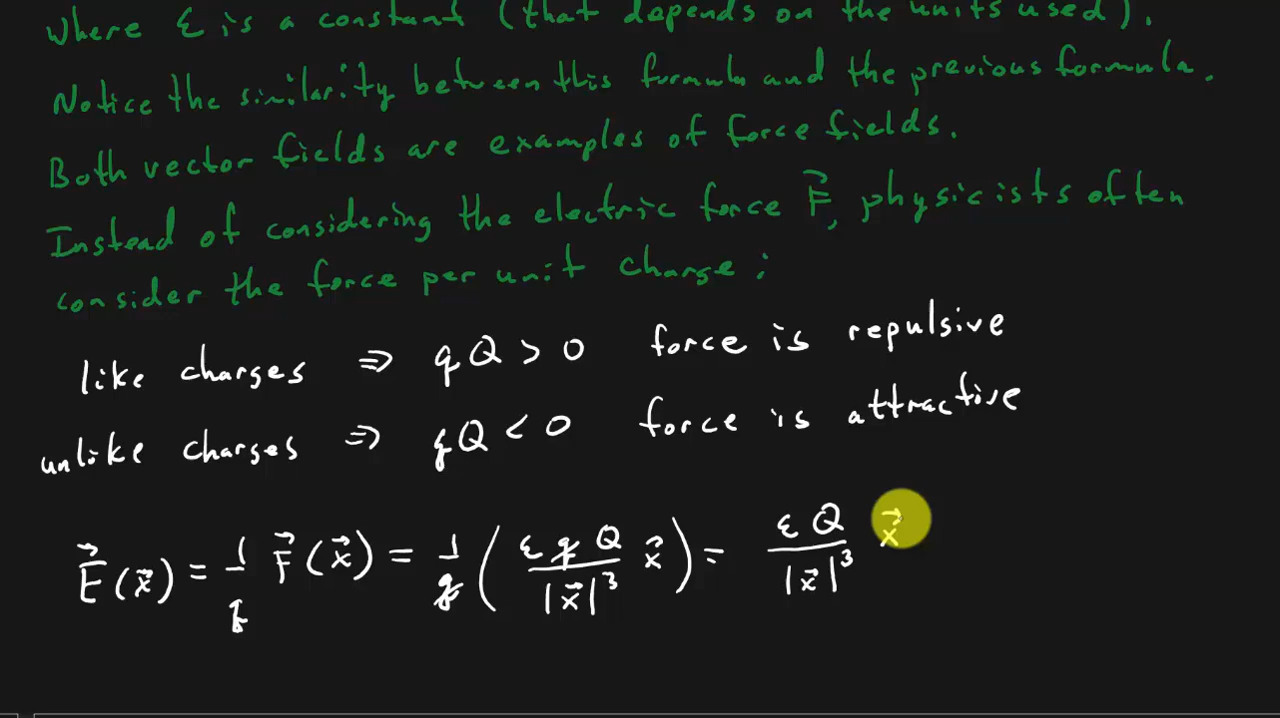 where ε is a constant (that depends on the units used).
Notice the similarity between this formula and the previous formula.
Both vector fields are examples of force fields.
Instead of considering the electric force F⃗, physicists often
consider the force per unit charge:
like charges ⇒ qQ > 0 force is repulsive
unlike charges ⇒ qQ < 0 force is attractive
E⃗(x⃗) = 1/q F⃗(x⃗) = 1/q (εqQ/|x⃗|³ x⃗) = εQ/|x⃗|³ x⃗